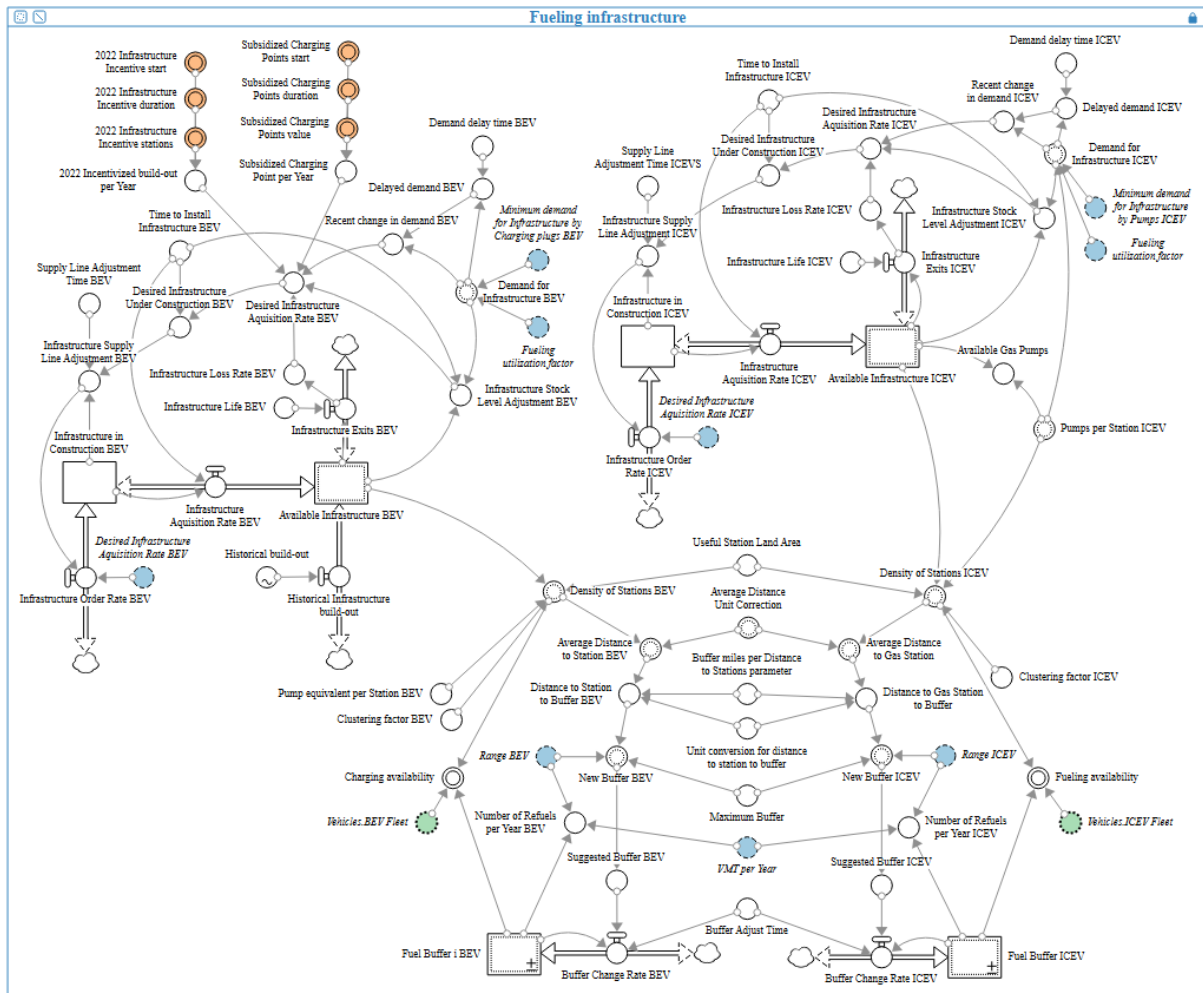 Fueling infrastructure
2022 Infrastructure
Incentive start
2022 Infrastructure
Incentive duration
2022 Infrastructure
Incentive stations
2022 Incentivized build-out
per Year
Subsidized Charging
Points start
Subsidized Charging
Points duration
Subsidized Charging
Points value
Subsidized Charging
Point per Year
Demand delay time BEV
Delayed demand BEV
Recent change in demand BEV
Minimum demand
for Infrastructure by
Charging plugs BEV
Demand for
Infrastructure BEV
Fueling
utilization factor
Time to Install
Infrastructure BEV
Supply Line Adjustment
Time BEV
Desired Infrastructure
Under Construction BEV
Desired Infrastructure
Aquisition Rate BEV
Infrastructure Supply
Line Adjustment BEV
Infrastructure Loss Rate BEV
Infrastructure Life BEV
Infrastructure Exits BEV
Infrastructure Stock
Level Adjustment BEV
Infrastructure in
Construction BEV
Infrastructure
Aquisition Rate BEV
Available Infrastructure BEV
Desired Infrastructure
Aquisition Rate BEV
Infrastructure Order Rate BEV
Historical build-out
Historical Infrastructure
build-out
Demand delay time ICEV
Time to Install
Infrastructure ICEV
Recent change
in demand ICEV
Delayed demand ICEV
Desired Infrastructure
Aquisition Rate ICEV
Desired Infrastructure
Under Construction ICEV
Demand for
Infrastructure ICEV
Supply Line
Adjustment Time ICEVS
Minimum demand
for Infrastructure
by Pumps ICEV
Fueling
utilization factor
Infrastructure Supply
Line Adjustment ICEV
Infrastructure Loss Rate ICEV
Infrastructure Stock
Level Adjustment ICEV
Infrastructure Life ICEV
Infrastructure
Exits ICEV
Infrastructure in
Construction ICEV
Infrastructure
Aquisition Rate ICEV
Available Infrastructure ICEV
Available Gas Pumps
Desired Infrastructure
Aquisition Rate ICEV
Infrastructure Order
Rate ICEV
Pumps per Station ICEV
Useful Station Land Area
Density of Stations BEV
Density of Stations ICEV
Average Distance
Unit Correction
Average Distance
to Station BEV
Average Distance
to Gas Station
Buffer miles per Distance
to Stations parameter
Pump equivalent per Station BEV
Clustering factor BEV
Clustering factor ICEV
Distance to Station
to Buffer BEV
Distance to Gas Station
to Buffer
Unit conversion for distance
to station to buffer
Range BEV
New Buffer BEV
New Buffer ICEV
Range ICEV
Charging availability
Fueling availability
Maximum Buffer
Vehicles.BEV Fleet
Number of Refuels
per Year BEV
Number of Refuels
per Year ICEV
Vehicles.ICEV Fleet
VMT per Year
Suggested Buffer BEV
Suggested Buffer ICEV
Buffer Adjust Time
Fuel Buffer i BEV
Buffer Change Rate BEV
Buffer Change Rate ICEV
Fuel Buffer ICEV